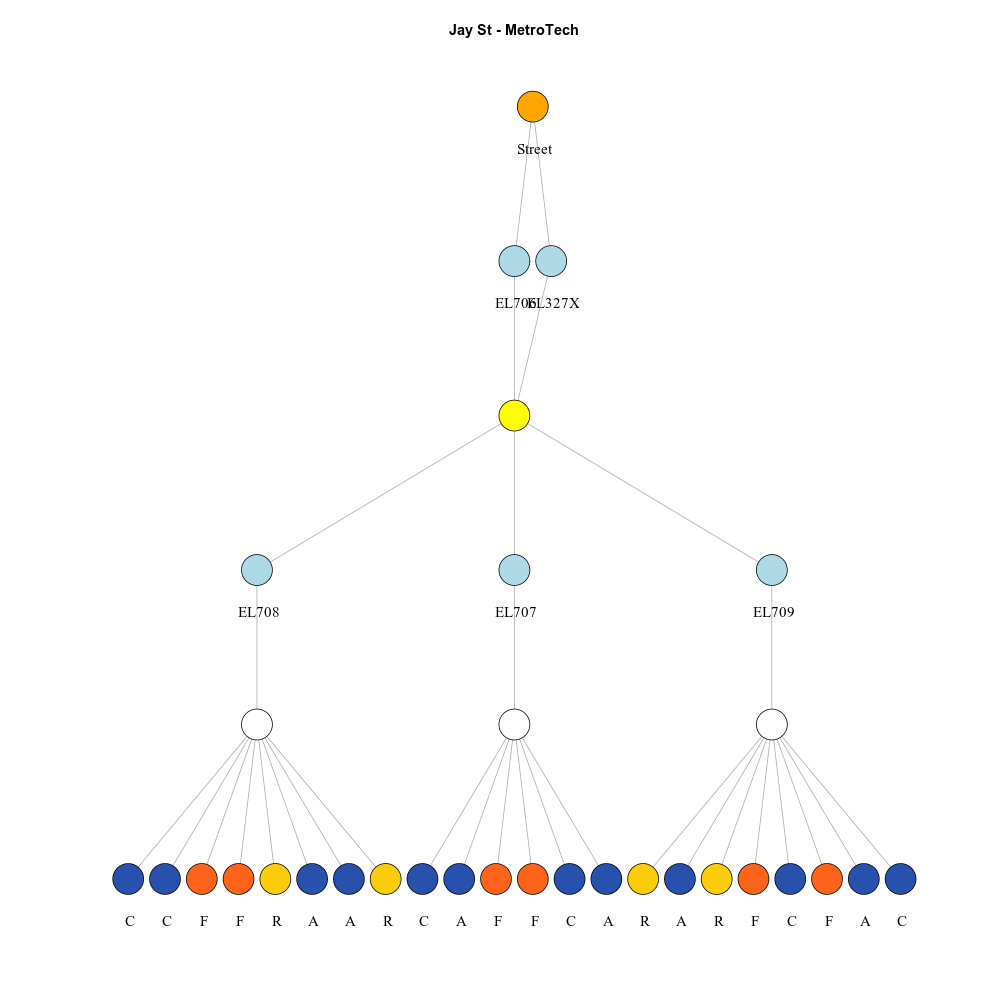 Jay St - MetroTech
Street
EL706 EL327X
EL708 EL707 EL709
C C F F R A A R C A F F C A R A R F C F A C